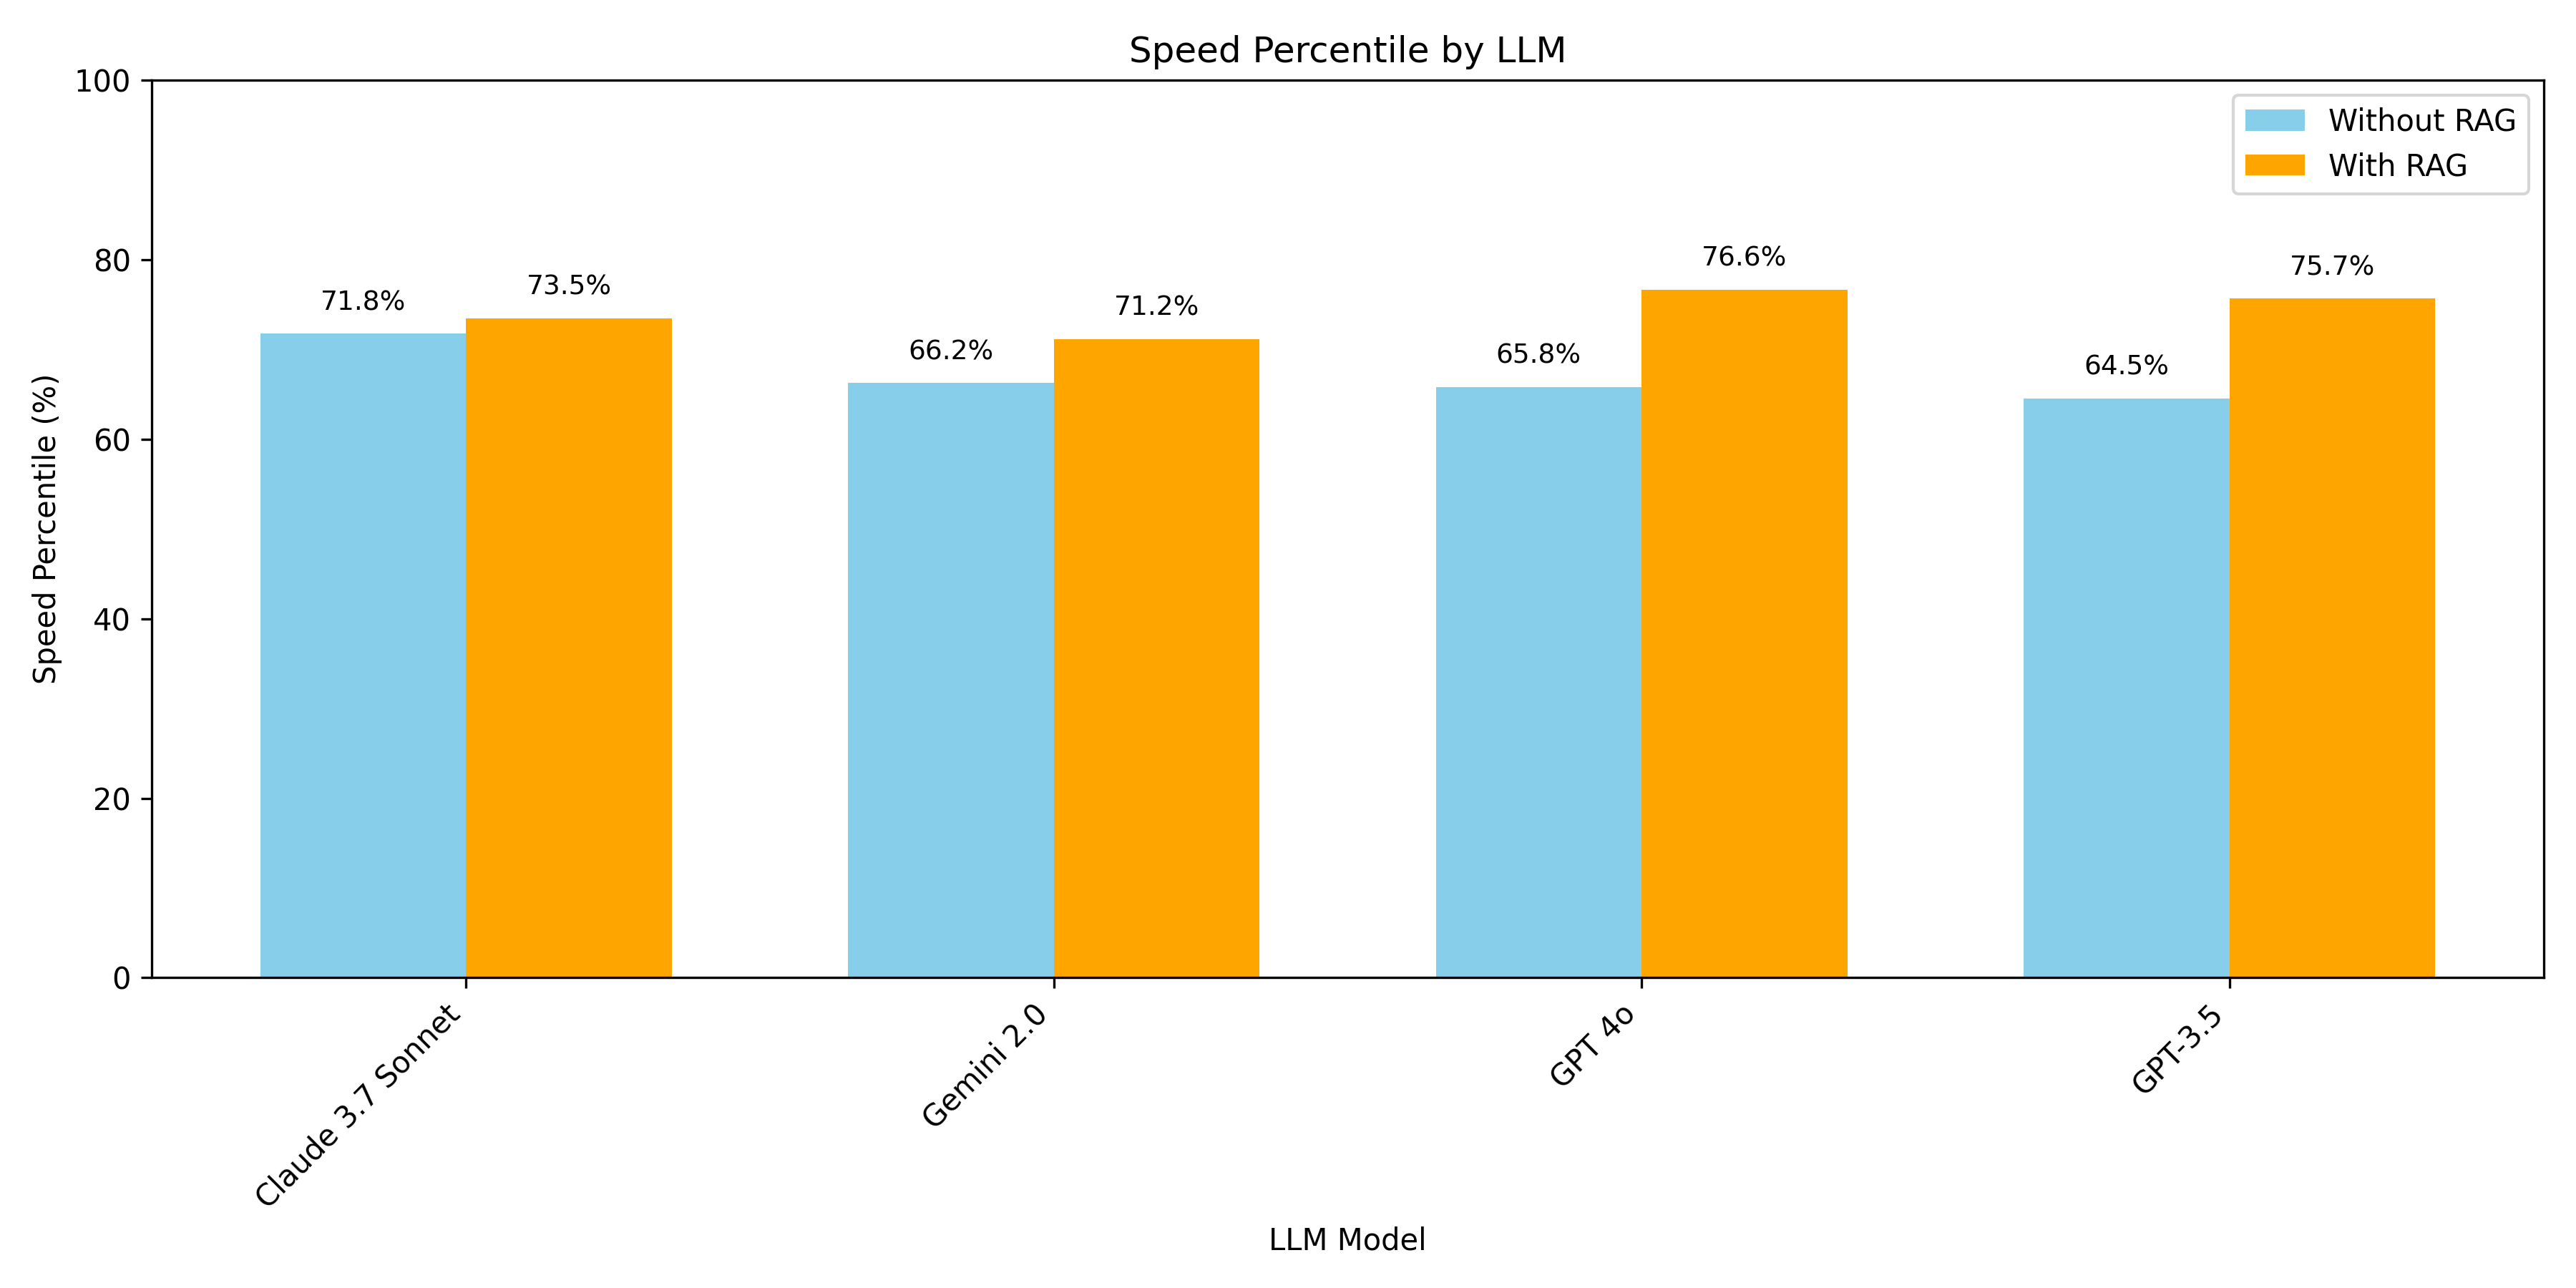 Speed Percentile by LLM
Without RAG
With RAG
Speed Percentile (%)
100
80
60
40
20
0
71.8%
73.5%
66.2%
71.2%
65.8%
76.6%
64.5%
75.7%
Claude 3.7 Sonnet
Gemini 2.0
GPT 4o
GPT-3.5
LLM Model